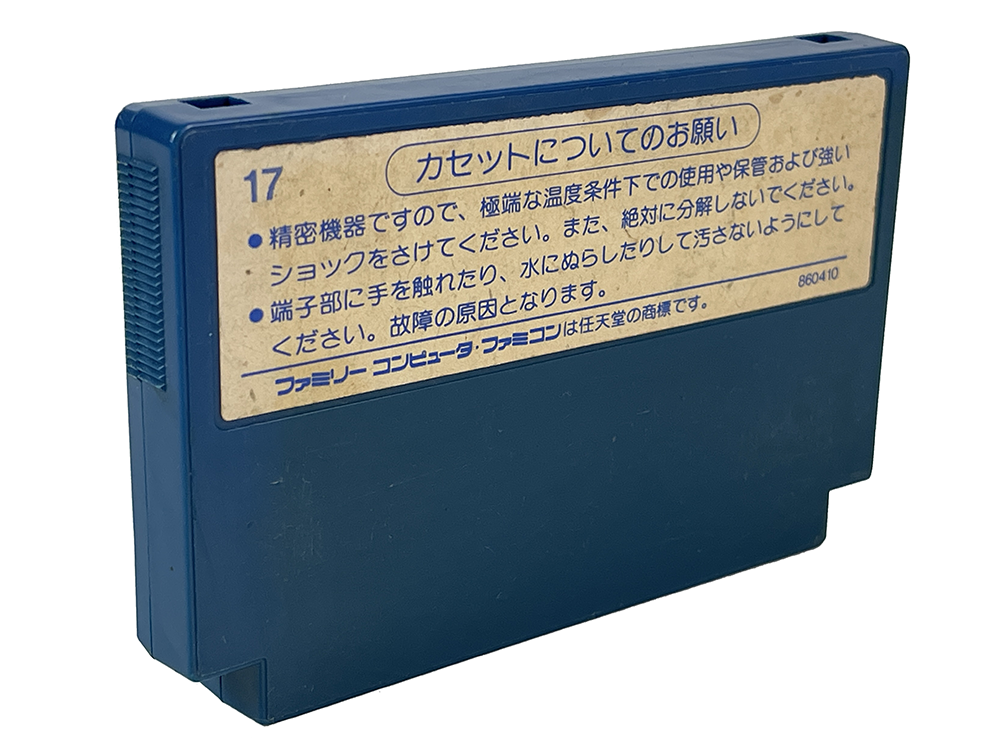 17
カセットについてのお願い
●精密機器ですので、極端な温度条件下での使用や保管および強い
ショックをさけてください。また、絶対に分解しないでください。
●端子部に手を触れたり、水にぬらしたりして汚さないようにして
ください。故障の原因となります。
860410
ファミリーコンピュータ・ファミコンは任天堂の商標です。